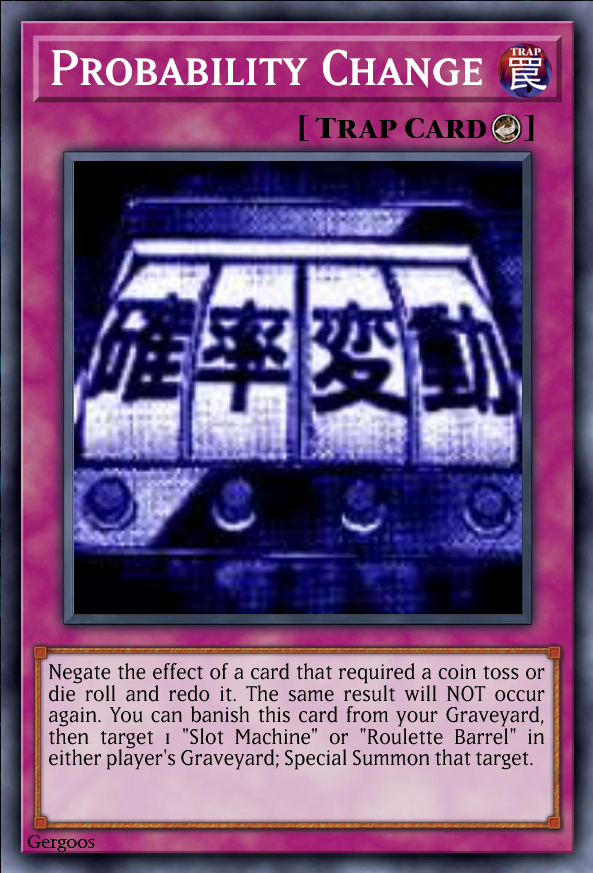 PROBABILITY CHANGE
TRAP
罠
[ TRAP CARD ]
確率変動
Negate the effect of a card that required a coin toss or
die roll and redo it. The same result will NOT occur
again. You can banish this card from your Graveyard,
then target 1 "Slot Machine" or "Roulette Barrel" in
either player's Graveyard; Special Summon that target.
Gergoos